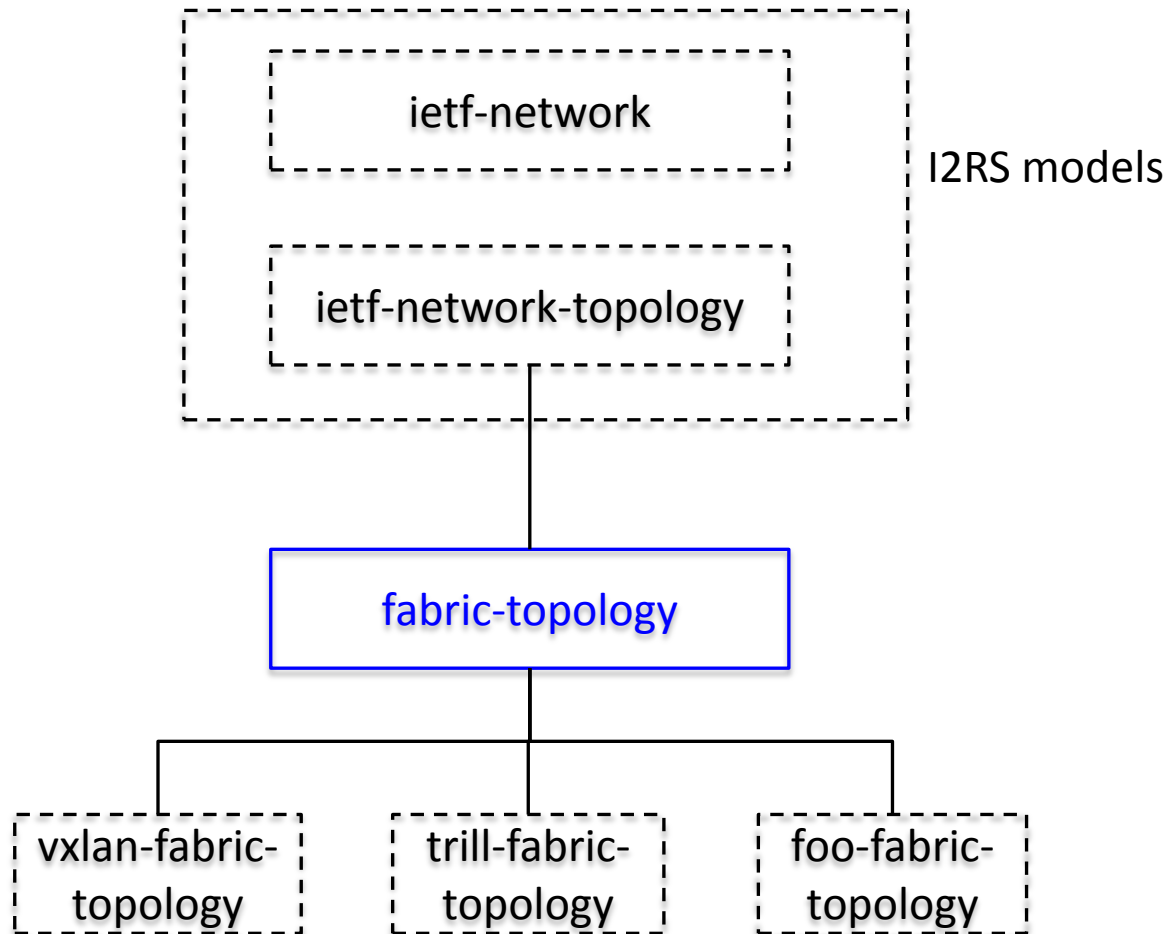 ietf-network
I2RS models
ietf-network-topology
fabric-topology
vxlan-fabric-
topology
trill-fabric-
topology
foo-fabric-
topology